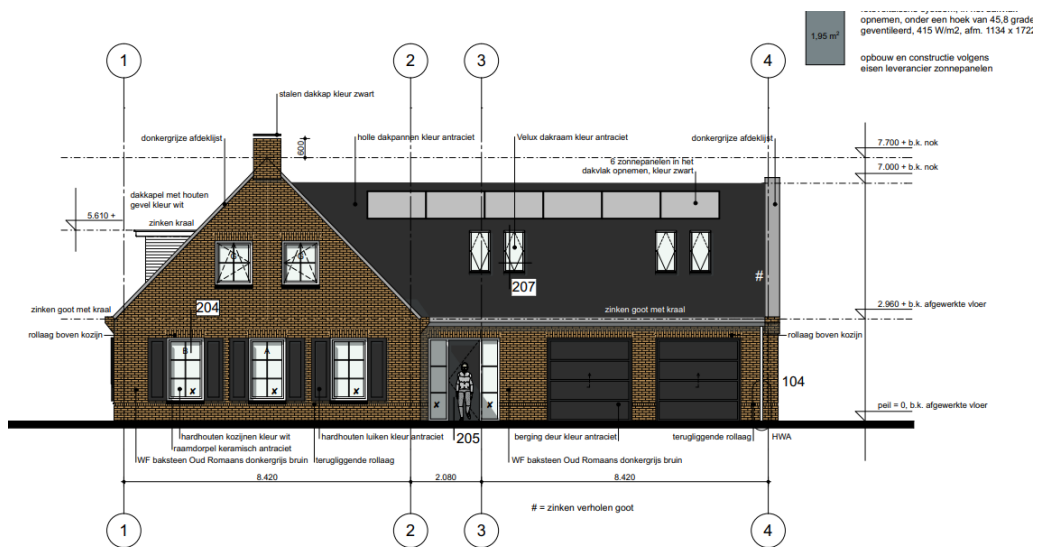 opnemen, onder een hoek van 45,8 grade
geventileerd, 415 W/m2, afm. 1134 x 1722
1,95 m²
opbouw en constructie volgens
eisen leverancier zonnepanelen
1
2
3
4
stalen dakkap kleur zwart
donkergrijze afdeklijst
600
holle dakpannen kleur antraciet
Velux dakraam kleur antraciet
donkergrijze afdeklijst
7.700 + b.k. nok
6 zonnepanelen in het
dakvlak opnemen, kleur zwart
7.000 + b.k. nok
dakkapel met houten
gevel kleur wit
5.610 +
zinken kraal
#
207
204
zinken goot met kraal
zinken goot met kraal
2.960 + b.k. afgewerkte vloer
rollaag boven kozijn
rollaag boven kozijn
B
A
104
x
x
x
x
x
peil = 0, b.k. afgewerkte vloer
hardhouten kozijnen kleur wit
hardhouten luiken kleur antraciet
205
berging deur kleur antraciet
terugliggende rollaag
HWA
raamdorpel keramisch antraciet
WF baksteen Oud Romaans donkergrijs bruin
terugliggende rollaag
WF baksteen Oud Romaans donkergrijs bruin
8.420
2.080
8.420
# = zinken verholen goot
1
2
3
4